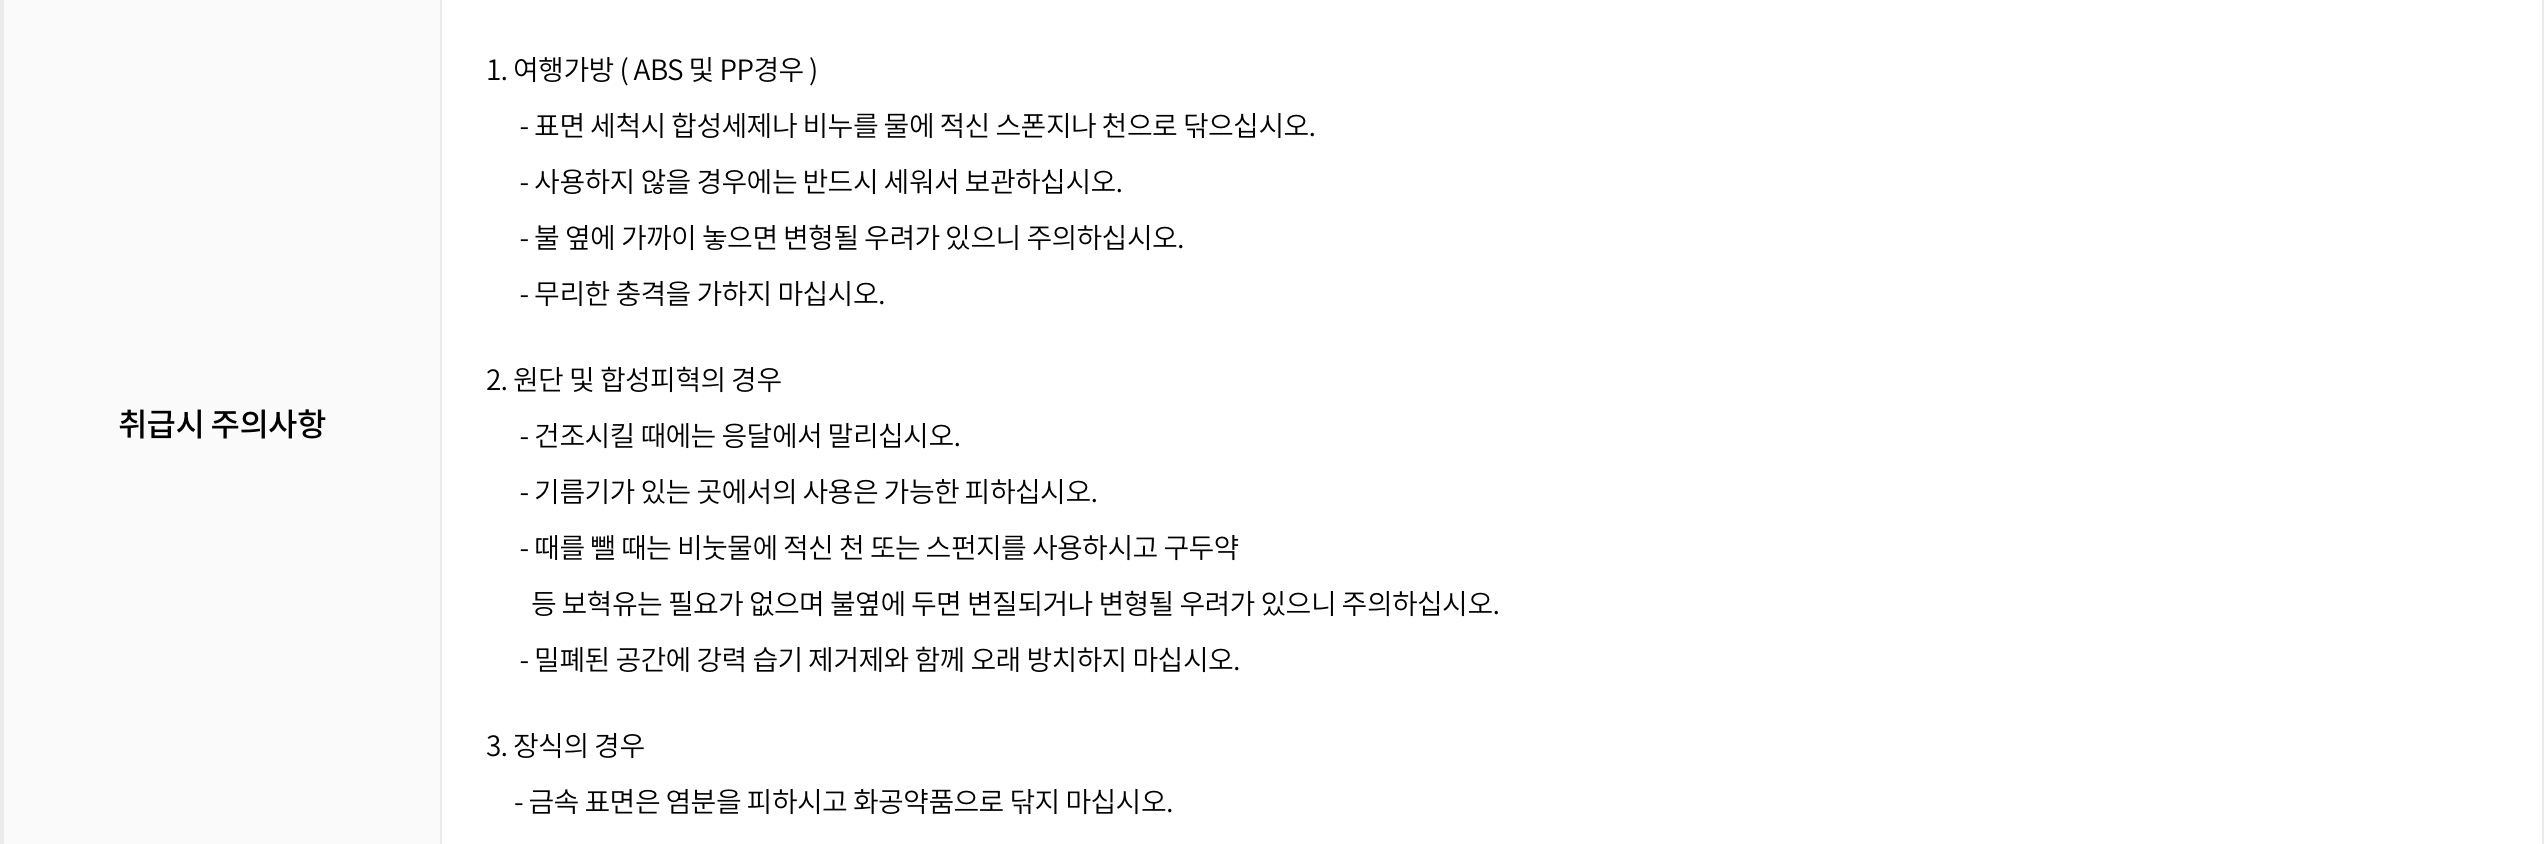 취급시 주의사항
1. 여행가방 ( ABS 및 PP경우 )
- 표면 세척시 합성세제나 비누를 물에 적신 스폰지나 천으로 닦으십시오.
- 사용하지 않을 경우에는 반드시 세워서 보관하십시오.
- 불 옆에 가까이 놓으면 변형될 우려가 있으니 주의하십시오.
- 무리한 충격을 가하지 마십시오.
2. 원단 및 합성피혁의 경우
- 건조시킬 때에는 응달에서 말리십시오.
- 기름기가 있는 곳에서의 사용은 가능한 피하십시오.
- 때를 뺄 때는 비눗물에 적신 천 또는 스펀지를 사용하시고 구두약
등 보혁유는 필요가 없으며 불옆에 두면 변질되거나 변형될 우려가 있으니 주의하십시오.
- 밀폐된 공간에 강력 습기 제거제와 함께 오래 방치하지 마십시오.
3. 장식의 경우
- 금속 표면은 염분을 피하시고 화공약품으로 닦지 마십시오.